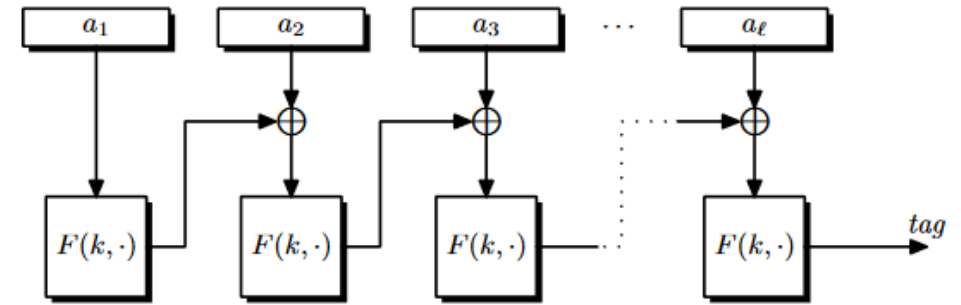 a₁ a₂ a₃ ··· aₗ
tag
F(k, ·) F(k, ·) F(k, ·) F(k, ·)